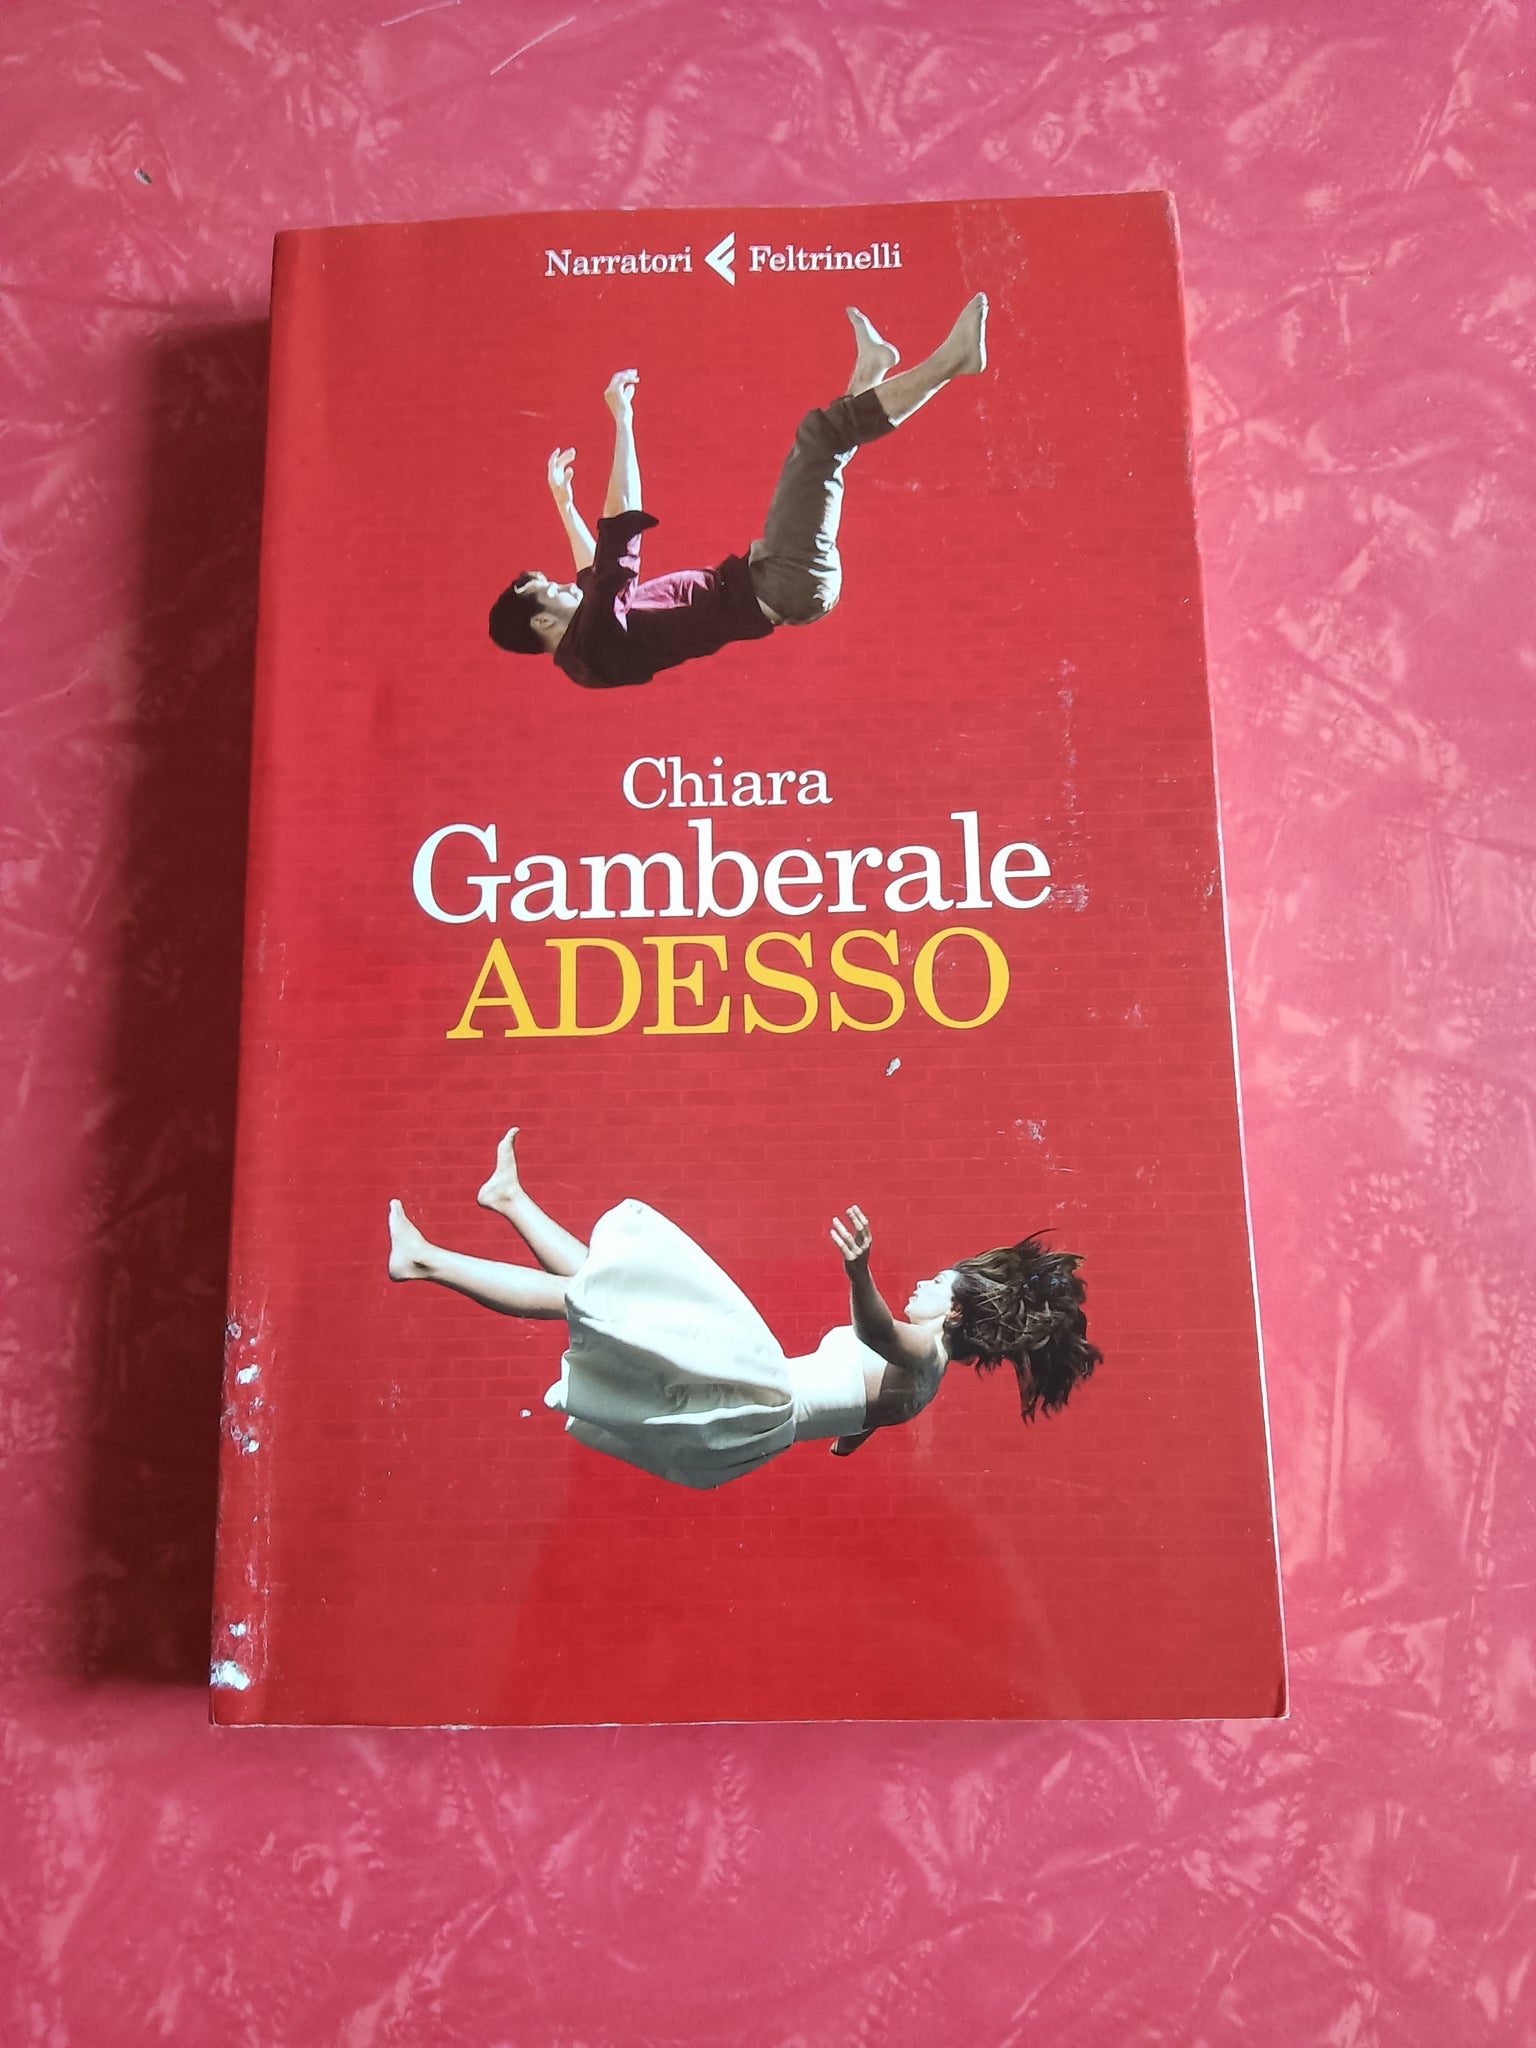 Narratori Feltrinelli
Chiara
Gamberale
ADESSO